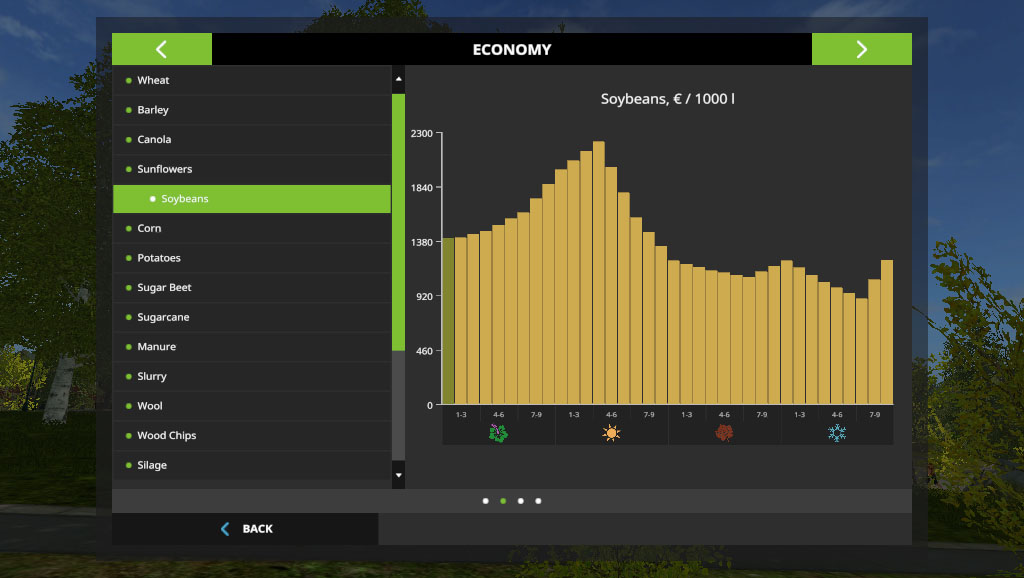 ECONOMY
Wheat
Barley
Canola
Sunflowers
Soybeans
Corn
Potatoes
Sugar Beet
Sugarcane
Manure
Slurry
Wool
Wood Chips
Silage
Soybeans, € / 1000 l
2300
1840
1380
920
460
0
1-3 4-6 7-9 1-3 4-6 7-9 1-3 4-6 7-9 1-3 4-6 7-9
BACK